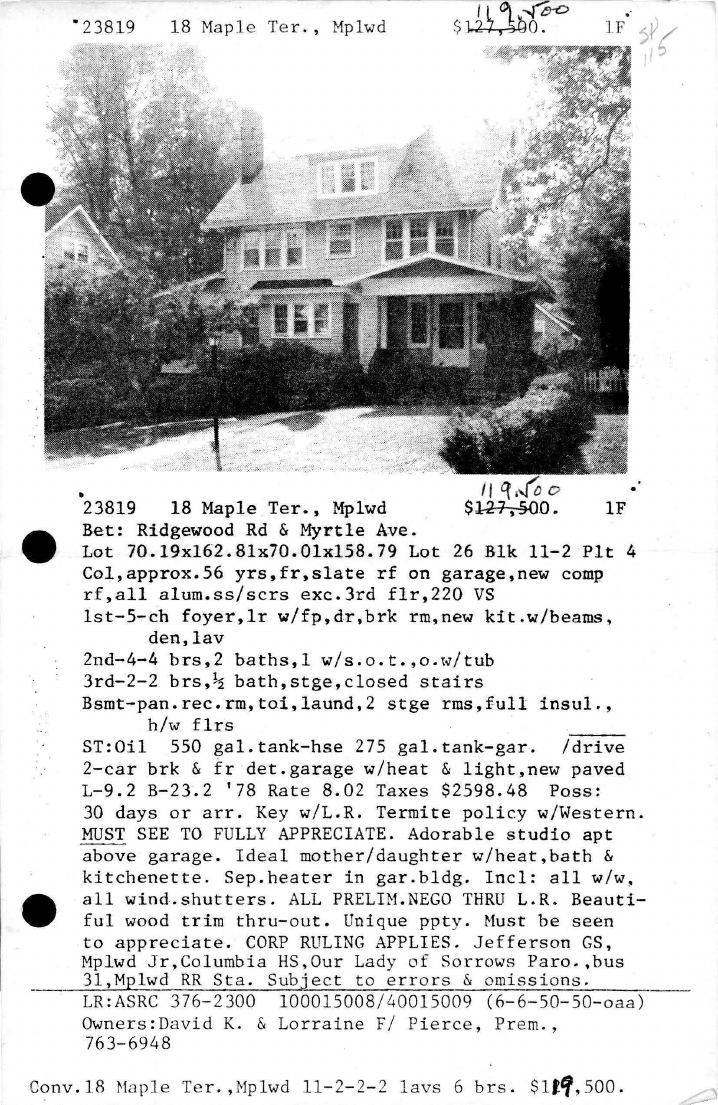 119,500
23819 18 Maple Ter., Mplwd $127,500. 1F
SP
115
119,500
23819 18 Maple Ter., Mplwd $127,500. 1F
Bet: Ridgewood Rd & Myrtle Ave.
Lot 70.19x162.81x70.01x158.79 Lot 26 Blk 11-2 Plt 4
Col,approx.56 yrs,fr,slate rf on garage,new comp
rf,all alum.ss/scrs exc.3rd flr,220 VS
1st-5-ch foyer,lr w/fp,dr,brk rm,new kit.w/beams,
den,lav
2nd-4-4 brs,2 baths,1 w/s.o.t.,o.w/tub
3rd-2-2 brs,½ bath,stge,closed stairs
Bsmt-pan.rec.rm,toi,laund,2 stge rms,full insul.,
h/w flrs
ST:Oil 550 gal.tank-hse 275 gal.tank-gar. /drive
2-car brk & fr det.garage w/heat & light,new paved
L-9.2 B-23.2 '78 Rate 8.02 Taxes $2598.48 Poss:
30 days or arr. Key w/L.R. Termite policy w/Western.
MUST SEE TO FULLY APPRECIATE. Adorable studio apt
above garage. Ideal mother/daughter w/heat,bath &
kitchenette. Sep.heater in gar.bldg. Incl: all w/w,
all wind.shutters. ALL PRELIM.NEGO THRU L.R. Beauti-
ful wood trim thru-out. Unique ppty. Must be seen
to appreciate. CORP RULING APPLIES. Jefferson GS,
Mplwd Jr,Columbia HS,Our Lady of Sorrows Paro.,bus
31,Mplwd RR Sta. Subject to errors & omissions.
LR:ASRC 376-2300 100015008/40015009 (6-6-50-50-oaa)
Owners:David K. & Lorraine F/ Pierce, Prem.,
763-6948
Conv.18 Maple Ter.,Mplwd 11-2-2-2 lavs 6 brs. $119,500.